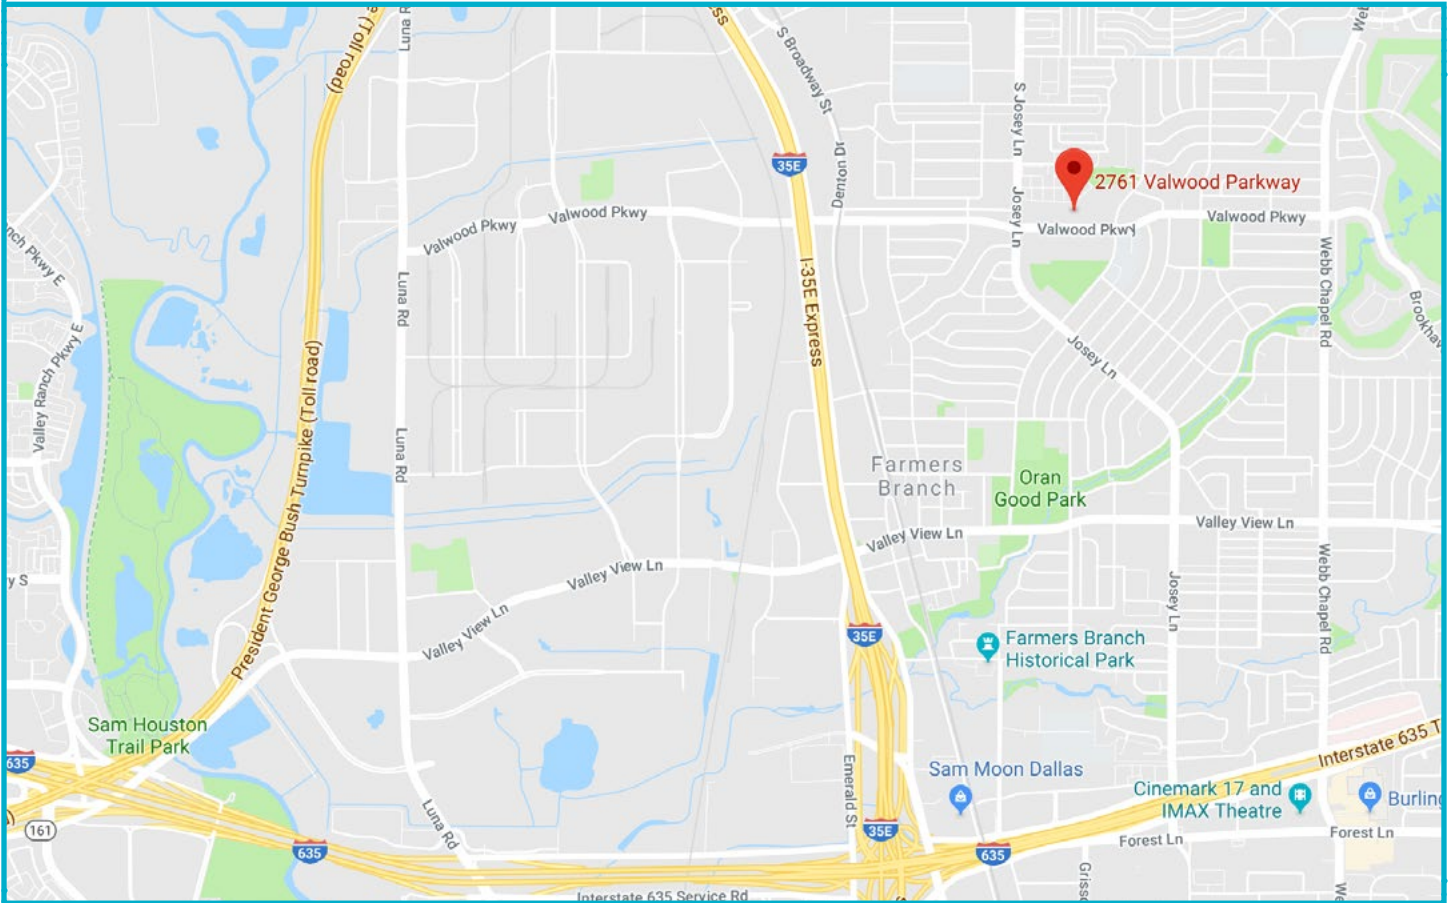 e (Toll road)
Luna R
ess
S Broadway St
Denton Dr
S Josey Ln
Josey Ln
35E
2761 Valwood Parkway
Valwood Pkwy
Valwood Pkwy
Valwood Pkwy
Valwood Pkwy
nch Pkwy E
Valley Ranch Pkwy E
Luna Rd
I-35E Express
Webb Chapel Rd
Josey Ln
President George Bush Turnpike (Toll road)
Luna Rd
Farmers
Branch
Oran
Good Park
Valley View Ln
Valley View Ln
Valley View Ln
Valley View Ln
y S
35E
Josey Ln
Webb Chapel Rd
Farmers Branch
Historical Park
Sam Houston
Trail Park
635
161
Luna Rd
635
Emerald St
35E
Sam Moon Dallas
Cinemark 17 and
IMAX Theatre
Interstate 635 T
Burling
Forest Ln
Forest Ln
635
Interstate 635 Service Rd